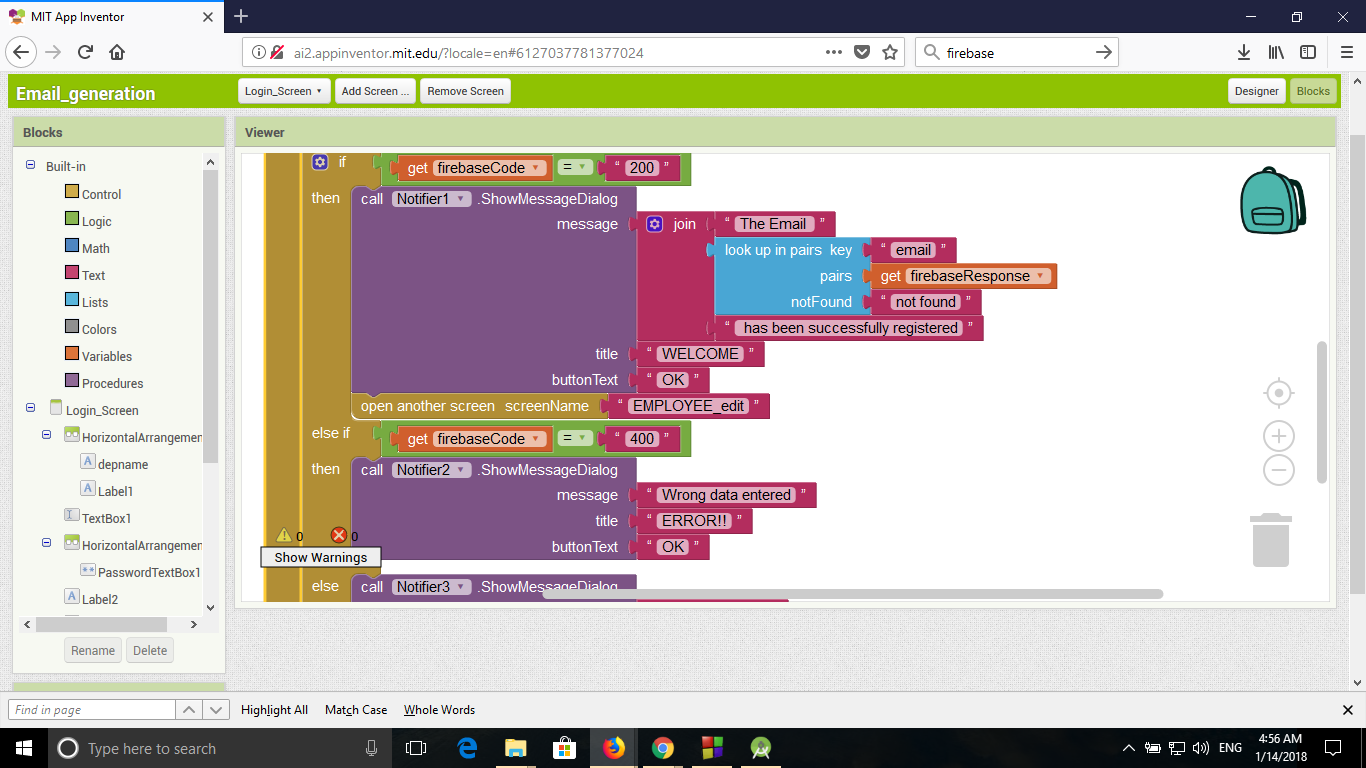 MIT App Inventor
ai2.appinventor.mit.edu/?locale=en#6127037781377024
firebase
Email_generation
Login_Screen
Add Screen ...
Remove Screen
Designer
Blocks
Blocks
Viewer
Built-in
Control
Logic
Math
Text
Lists
Colors
Variables
Procedures
Login_Screen
HorizontalArrangemen
depname
Label1
TextBox1
HorizontalArrangemen
PasswordTextBox1
Label2
Rename
Delete
if get firebaseCode = " 200 "
then call Notifier1 .ShowMessageDialog
message join " The Email "
look up in pairs key " email "
pairs get firebaseResponse
notFound " not found "
" has been successfully registered "
title " WELCOME "
buttonText " OK "
open another screen screenName " EMPLOYEE_edit "
else if get firebaseCode = " 400 "
then call Notifier2 .ShowMessageDialog
message " Wrong data entered "
title " ERROR!! "
buttonText " OK "
0 0
Show Warnings
else call Notifier3 .ShowMessageDialog
Find in page
Highlight All
Match Case
Whole Words
Type here to search
ENG
4:56 AM
1/14/2018